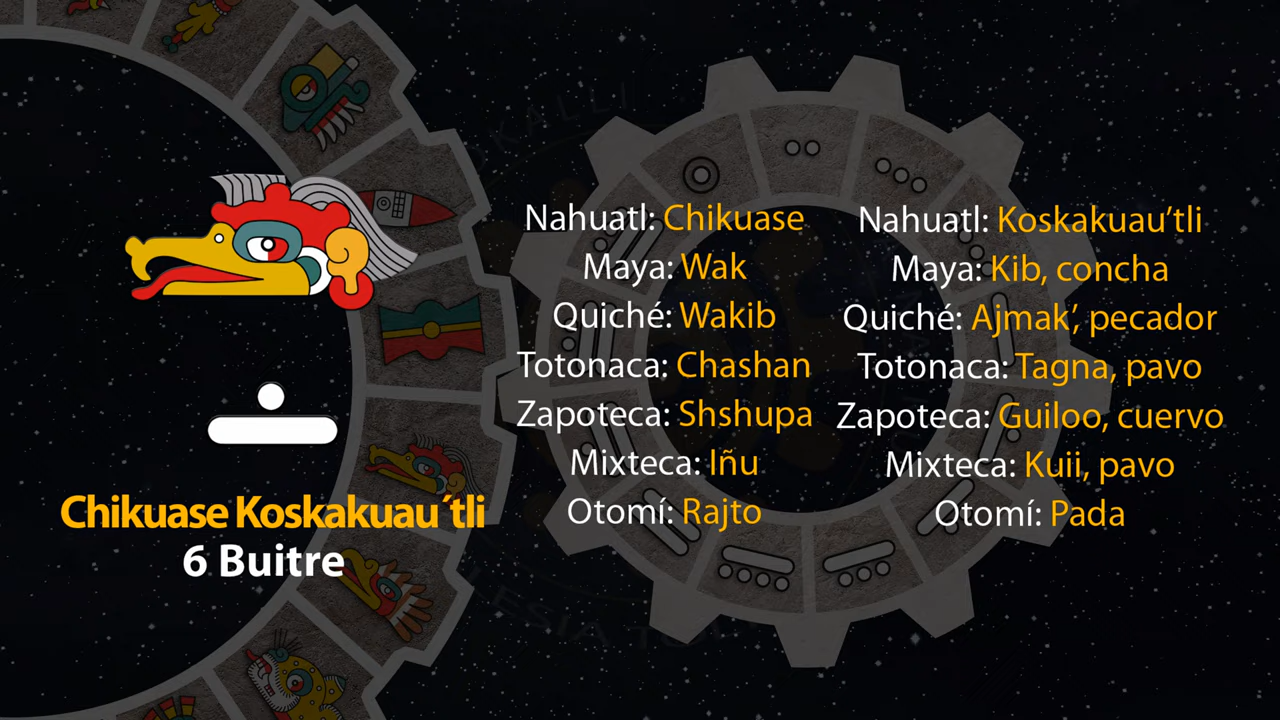 Nahuatl: Chikuase
Maya: Wak
Quiché: Wakib
Totonaca: Chashan
Zapoteca: Shshupa
Mixteca: Iñu
Otomí: Rajto
Nahuatl: Koskakuau’tli
Maya: Kib, concha
Quiché: Ajmak’, pecador
Totonaca: Tagna, pavo
Zapoteca: Guiloo, cuervo
Mixteca: Kuii, pavo
Otomí: Pada
Chikuase Koskakuau´tli
6 Buitre